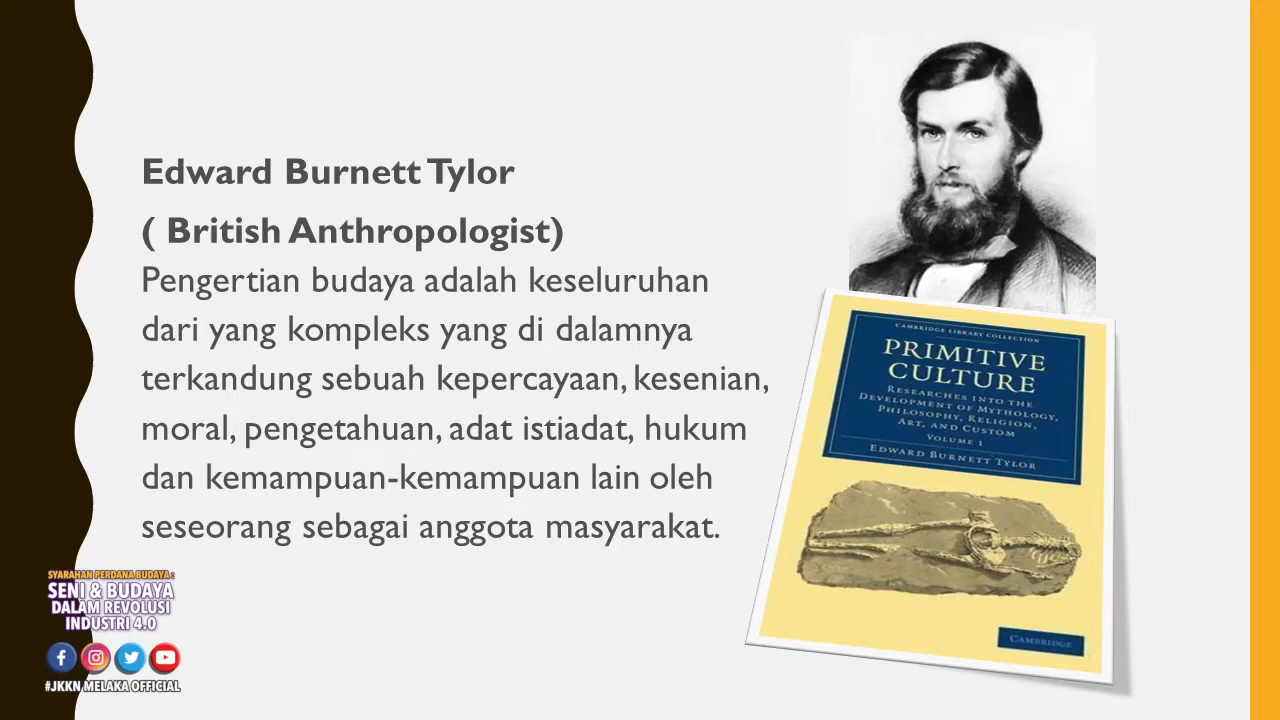 Edward Burnett Tylor
( British Anthropologist)
Pengertian budaya adalah keseluruhan
dari yang kompleks yang di dalamnya
terkandung sebuah kepercayaan, kesenian,
moral, pengetahuan, adat istiadat, hukum
dan kemampuan-kemampuan lain oleh
seseorang sebagai anggota masyarakat.
CAMBRIDGE LIBRARY COLLECTION
PRIMITIVE
CULTURE
RESEARCHES INTO THE
DEVELOPMENT OF MYTHOLOGY,
PHILOSOPHY, RELIGION,
ART, AND CUSTOM
VOLUME 1
EDWARD BURNETT TYLOR
CAMBRIDGE
SYARAHAN PERDANA BUDAYA :
SENI & BUDAYA
DALAM REVOLUSI
INDUSTRI 4.0
#JKKN MELAKA OFFICIAL